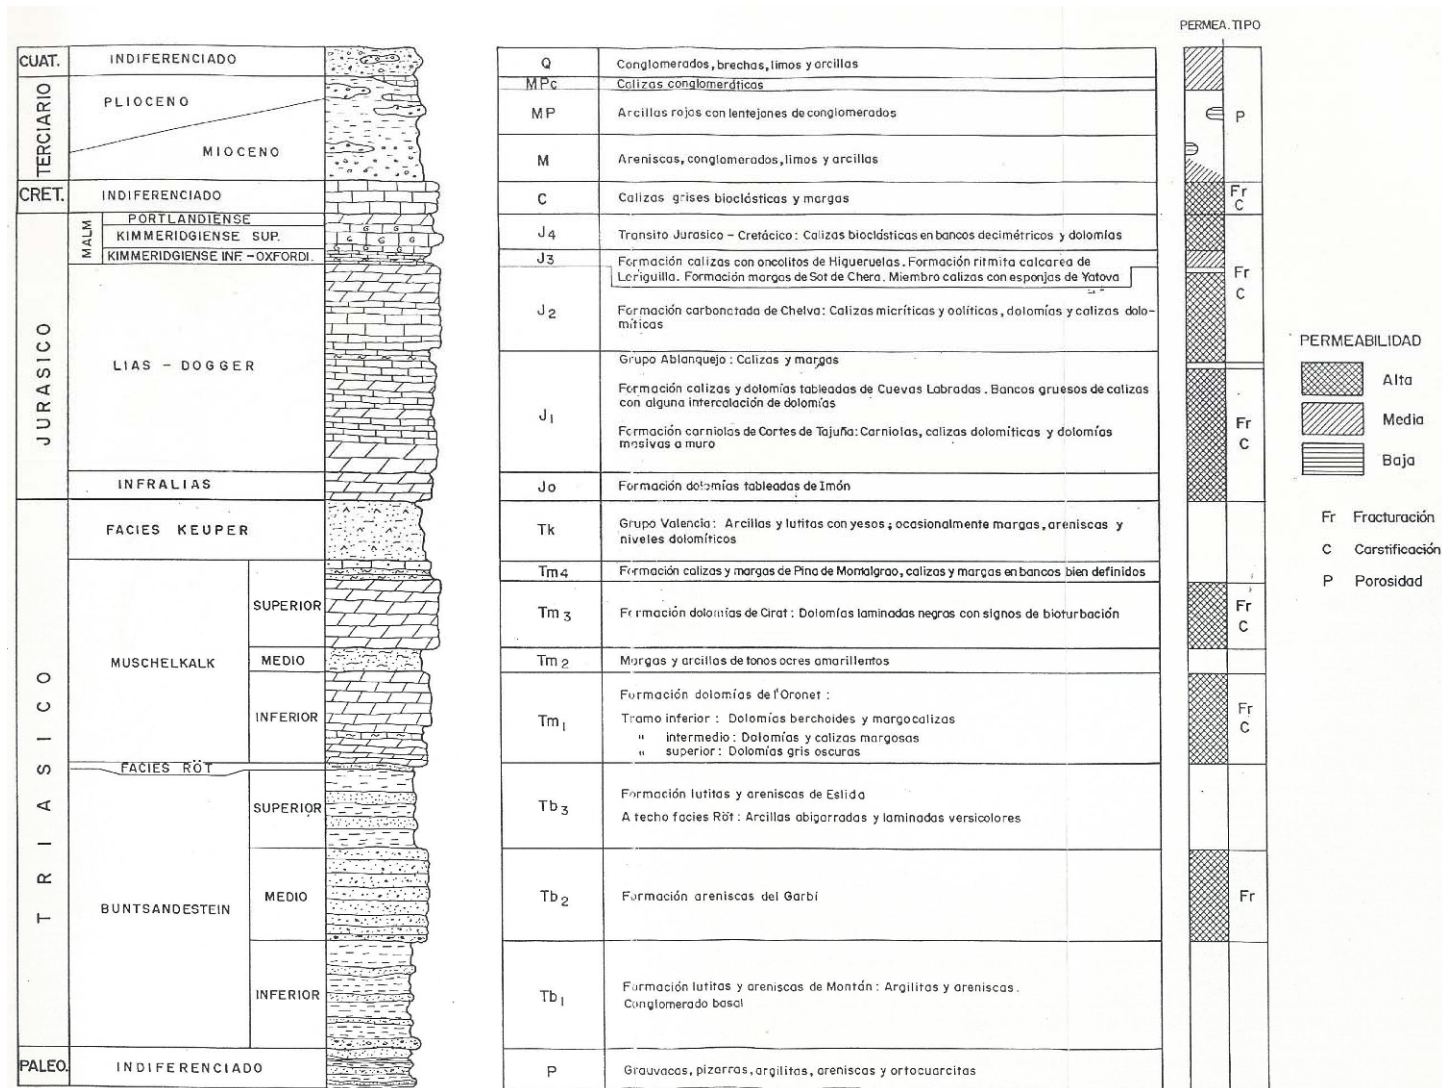 PERMEA. TIPO
CUAT.
INDIFERENCIADO
Q
Conglomerados, brechas, limos y arcillas
TERCIARIO
PLIOCENO
MIOCENO
MPc
Calizas conglomeráticas
MP
Arcillas rojas con lentejones de conglomerados
P
M
Areniscas, conglomerados, limos y arcillas
CRET.
INDIFERENCIADO
C
Calizas grises bioclásticas y margas
Fr
C
JURASICO
MALM
PORTLANDIENSE
KIMMERIDGIENSE SUP.
KIMMERIDGIENSE INF.-OXFORDI.
J4
Transito Jurasico - Cretácico: Calizas bioclásticas en bancos decimétricos y dolomías
J3
Formación calizas con oncolitos de Higueruelas. Formación ritmita calcarea de
Loriguilla. Formación margas de Sot de Chera. Miembro calizas con esponjas de Yatova
Fr
C
LIAS - DOGGER
J2
Formación carbonatada de Chelva: Calizas micríticas y oolíticas, dolomías y calizas dolo-
míticas
J1
Grupo Ablanquejo: Calizas y margas
Formación calizas y dolomías tableadas de Cuevas Labradas. Bancos gruesos de calizas
con alguna intercalación de dolomías
Formación carniolas de Cortes de Tajuña: Carniolas, calizas dolomíticas y dolomías
masivas a muro
Fr
C
INFRALIAS
Jo
Formación dolomías tableadas de Imón
TRIASICO
FACIES KEUPER
Tk
Grupo Valencia: Arcillas y lutitas con yesos; ocasionalmente margas, areniscas y
niveles dolomíticos
MUSCHELKALK
SUPERIOR
Tm4
Formación calizas y margas de Pina de Montalgrao, calizas y margas en bancos bien definidos
Tm3
Formación dolomías de Cirat: Dolomías laminadas negras con signos de bioturbación
Fr
C
MEDIO
Tm2
Margas y arcillas de tonos ocres amarillentos
INFERIOR
Tm1
Formación dolomías de l'Oronet:
Tramo inferior: Dolomías berchoides y margocalizas
" intermedio: Dolomías y calizas margosas
" superior: Dolomías gris oscuras
Fr
C
FACIES RÖT
BUNTSANDESTEIN
SUPERIOR
Tb3
Formación lutitas y areniscas de Eslida
A techo facies Röt: Arcillas abigarradas y laminadas versicolores
MEDIO
Tb2
Formación areniscas del Garbí
Fr
INFERIOR
Tb1
Formación lutitas y areniscas de Montán: Argilitas y areniscas.
Conglomerado basal
PALEO.
INDIFERENCIADO
P
Grauvacas, pizarras, argilitas, areniscas y ortocuarcitas
PERMEABILIDAD
Alta
Media
Baja
Fr Fracturación
C Carstificación
P Porosidad